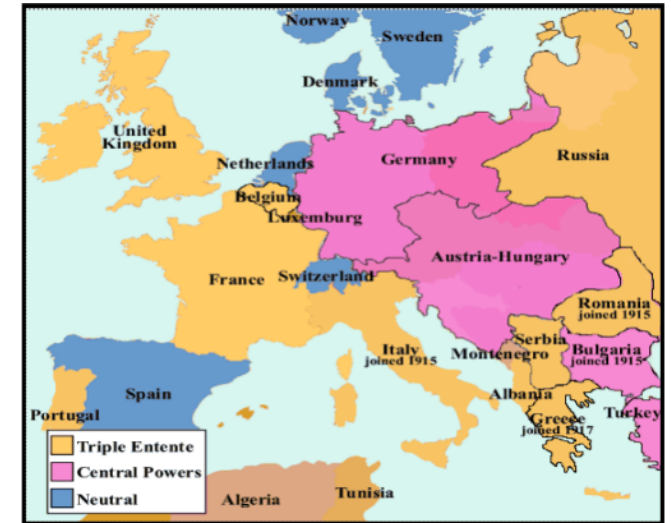 Norway
Sweden
Denmark
United
Kingdom
Netherlands
Germany
Russia
Belgium
Luxemburg
Austria-Hungary
France
Switzerland
Romania
joined 1915
Serbia
Italy
joined 1915
Montenegro
Bulgaria
joined 1915
Spain
Albania
Portugal
Greece
joined 1917
Turkey
Triple Entente
Central Powers
Neutral
Algeria
Tunisia